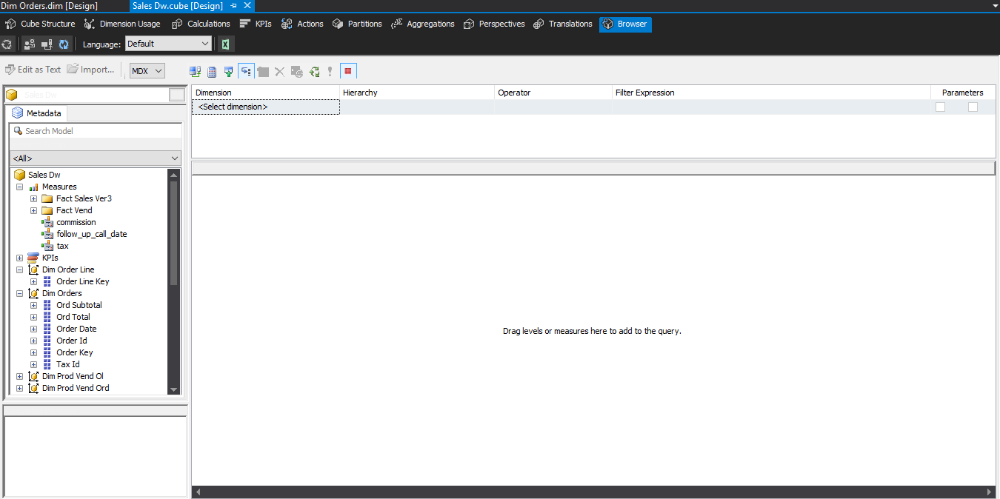 Dim Orders.dim [Design]
Sales Dw.cube [Design]
Cube Structure
Dimension Usage
Calculations
KPIs
Actions
Partitions
Aggregations
Perspectives
Translations
Browser
Language:
Default
Edit as Text
Import...
MDX
Sales Dw
Metadata
Search Model
<All>
Sales Dw
Measures
Fact Sales Ver3
Fact Vend
commission
follow_up_call_date
tax
KPIs
Dim Order Line
Order Line Key
Dim Orders
Ord Subtotal
Ord Total
Order Date
Order Id
Order Key
Tax Id
Dim Prod Vend Ol
Dim Prod Vend Ord
Dimension
Hierarchy
Operator
Filter Expression
Parameters
<Select dimension>
Drag levels or measures here to add to the query.